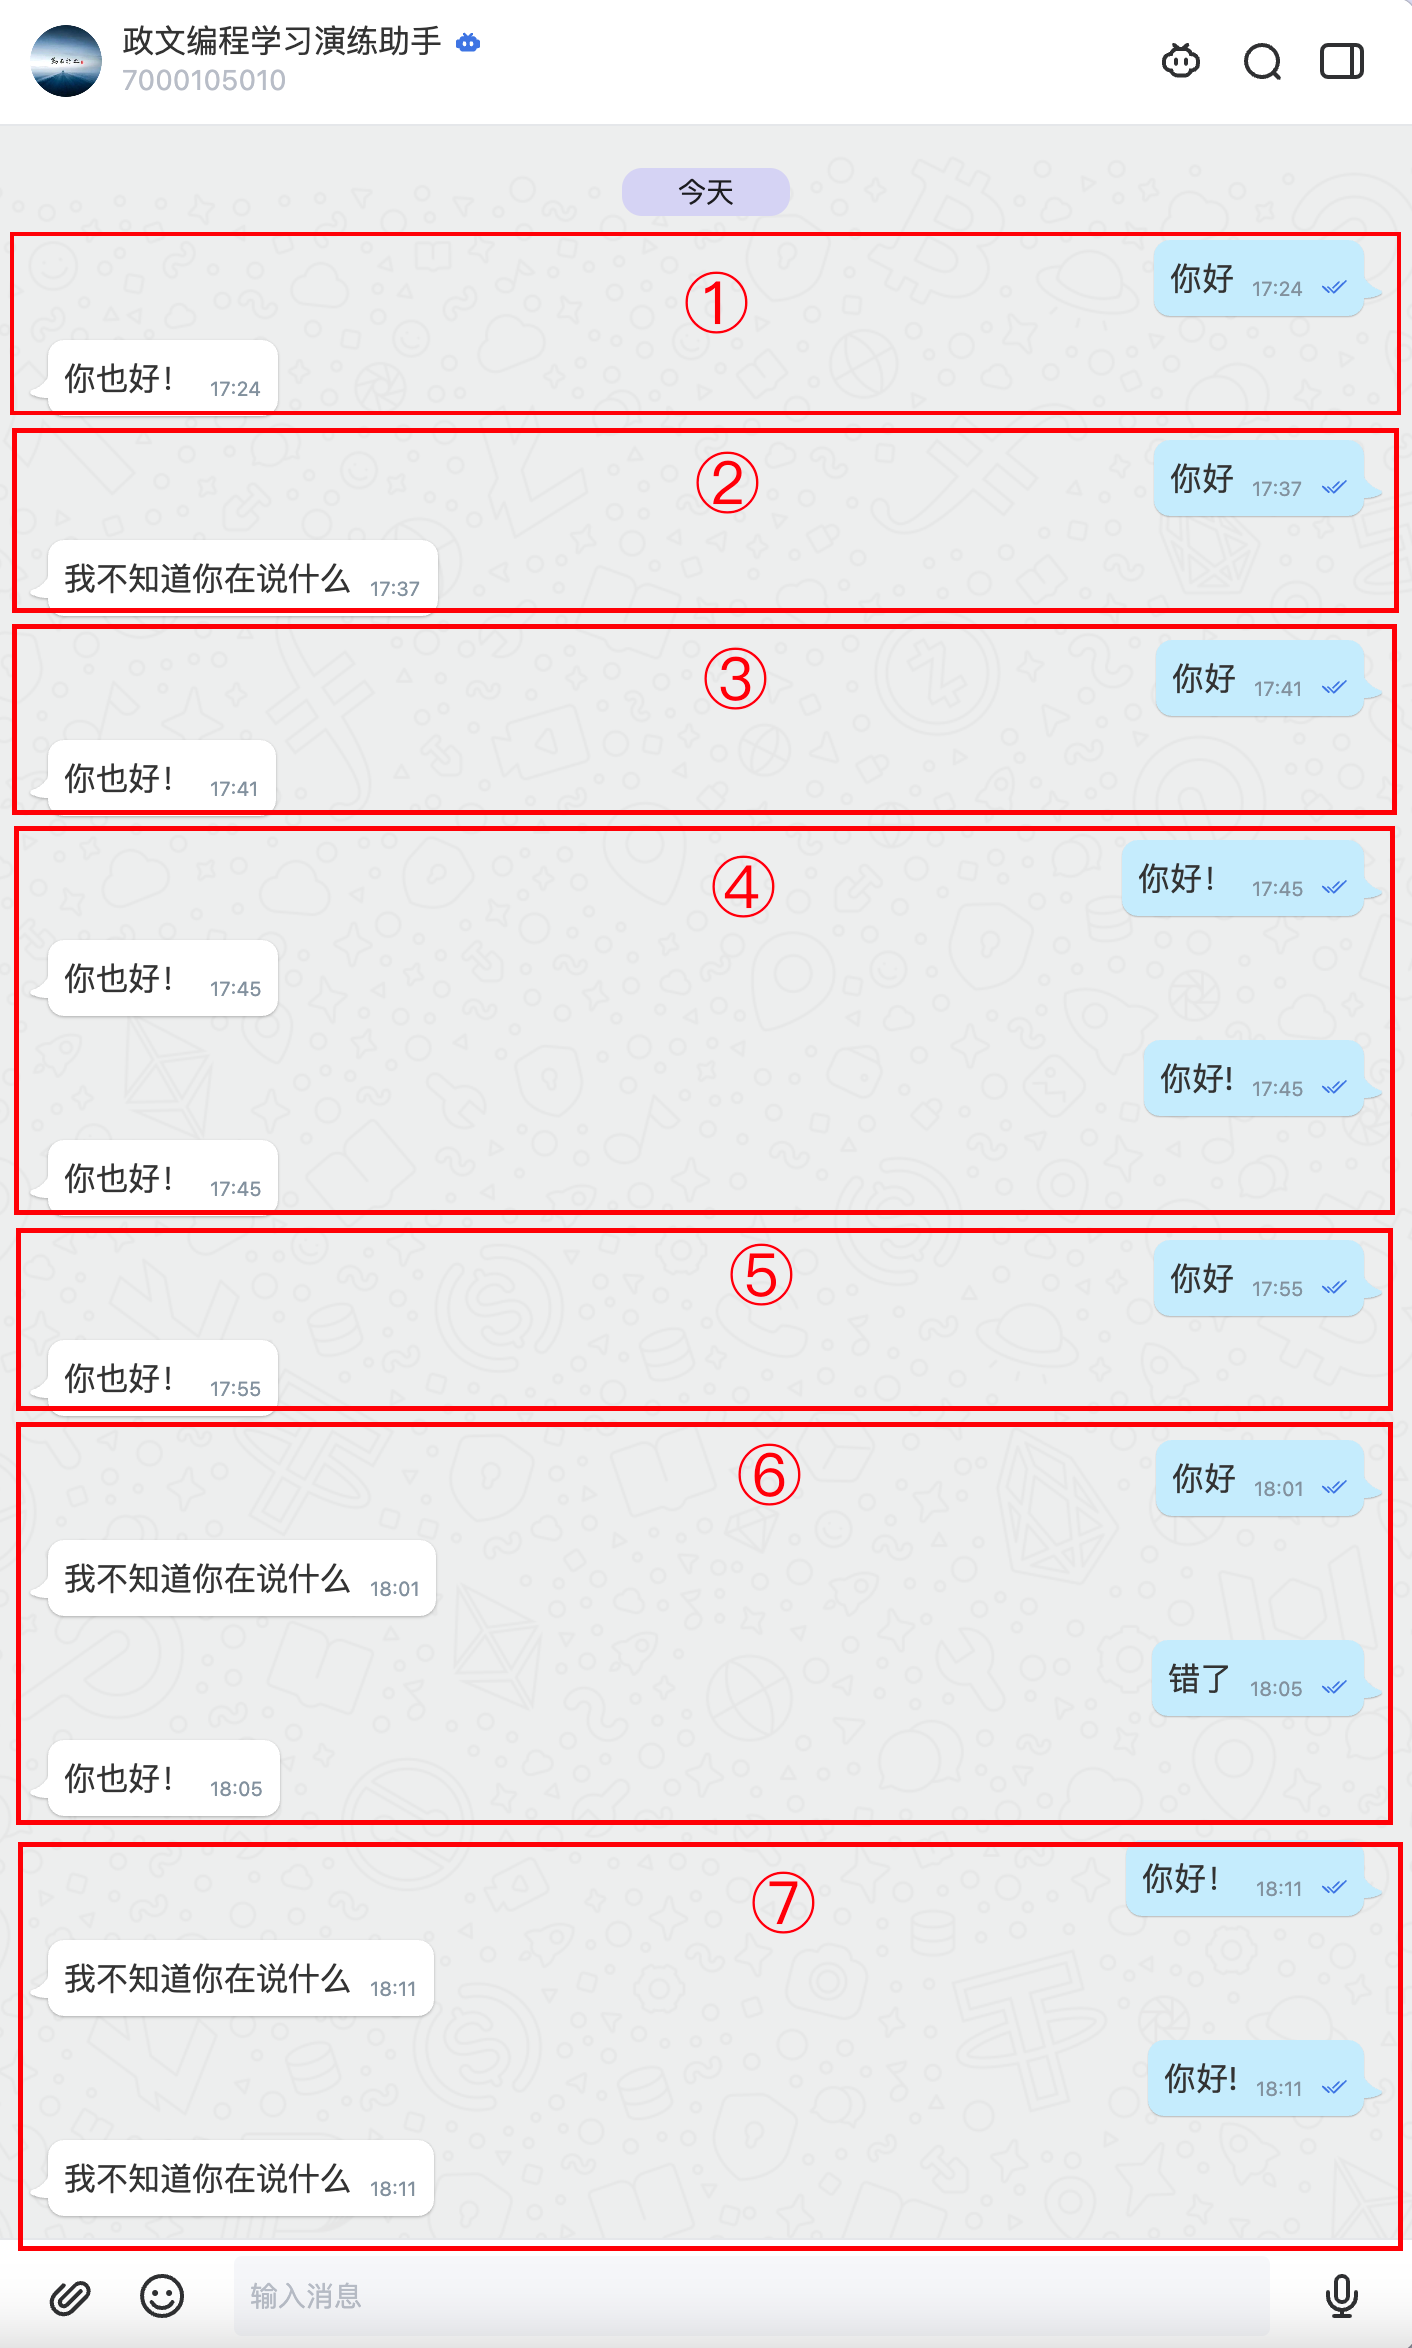 政文编程学习演练助手
7000105010
今天
①
你好 17:24
你也好！ 17:24
②
你好 17:37
我不知道你在说什么 17:37
③
你好 17:41
你也好！ 17:41
④
你好！ 17:45
你也好！ 17:45
你好! 17:45
你也好！ 17:45
⑤
你好 17:55
你也好！ 17:55
⑥
你好 18:01
我不知道你在说什么 18:01
错了 18:05
你也好！ 18:05
⑦
你好！ 18:11
我不知道你在说什么 18:11
你好! 18:11
我不知道你在说什么 18:11
输入消息